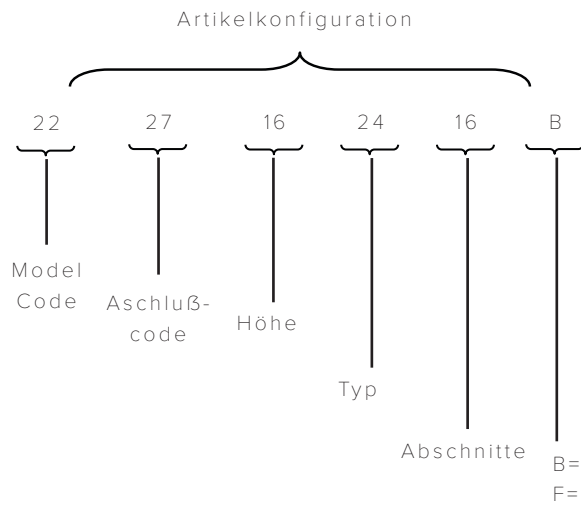 Artikelkonfiguration
22 27 16 24 16 B
Model
Code
Aschluß-
code
Höhe
Typ
Abschnitte
B=
F=